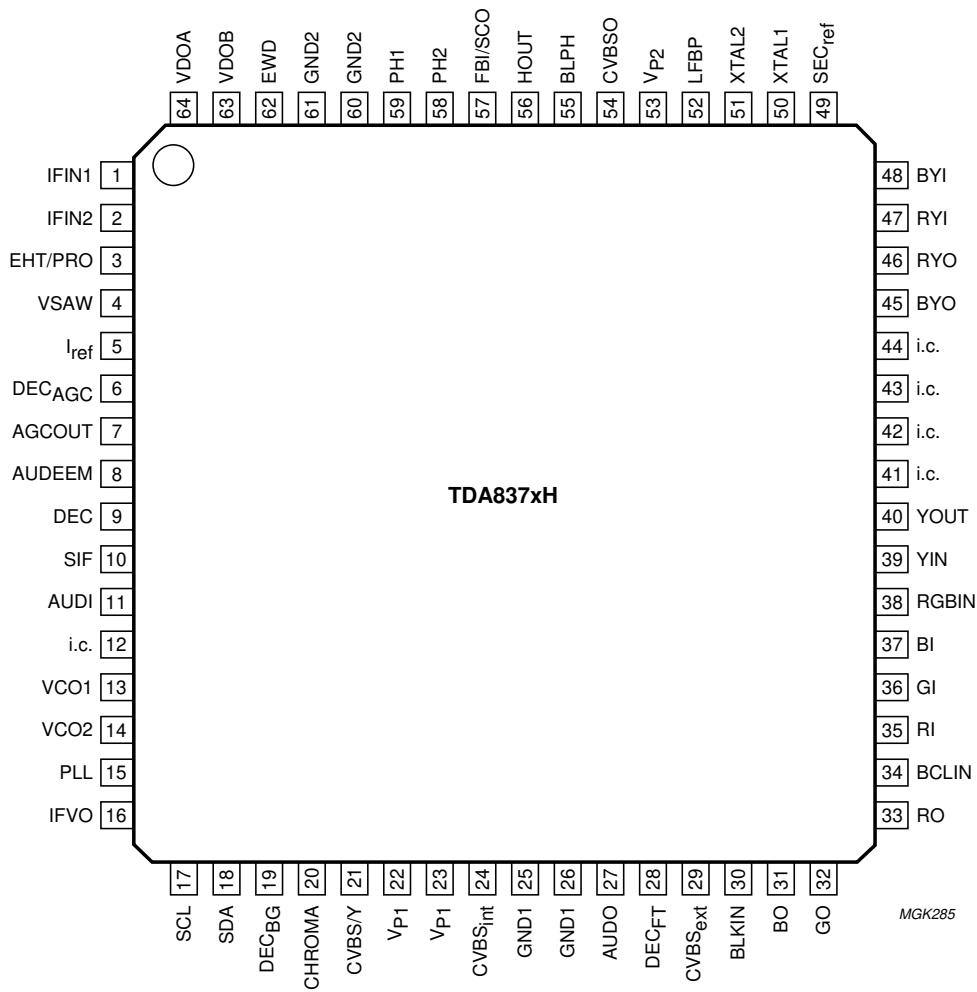 64 VDOA
63 VDOB
62 EWD
61 GND2
60 GND2
59 PH1
58 PH2
57 FBI/SCO
56 HOUT
55 BLPH
54 CVBSO
53 VP2
52 LFBP
51 XTAL2
50 XTAL1
49 SECref
IFIN1 1
IFIN2 2
EHT/PRO 3
VSAW 4
Iref 5
DECAGC 6
AGCOUT 7
AUDEEM 8
DEC 9
SIF 10
AUDI 11
i.c. 12
VCO1 13
VCO2 14
PLL 15
IFVO 16
TDA837xH
48 BYI
47 RYI
46 RYO
45 BYO
44 i.c.
43 i.c.
42 i.c.
41 i.c.
40 YOUT
39 YIN
38 RGBIN
37 BI
36 GI
35 RI
34 BCLIN
33 RO
SCL 17
SDA 18
DECBG 19
CHROMA 20
CVBS/Y 21
VP1 22
VP1 23
CVBSint 24
GND1 25
GND1 26
AUDO 27
DECFT 28
CVBSext 29
BLKIN 30
BO 31
GO 32
MGK285